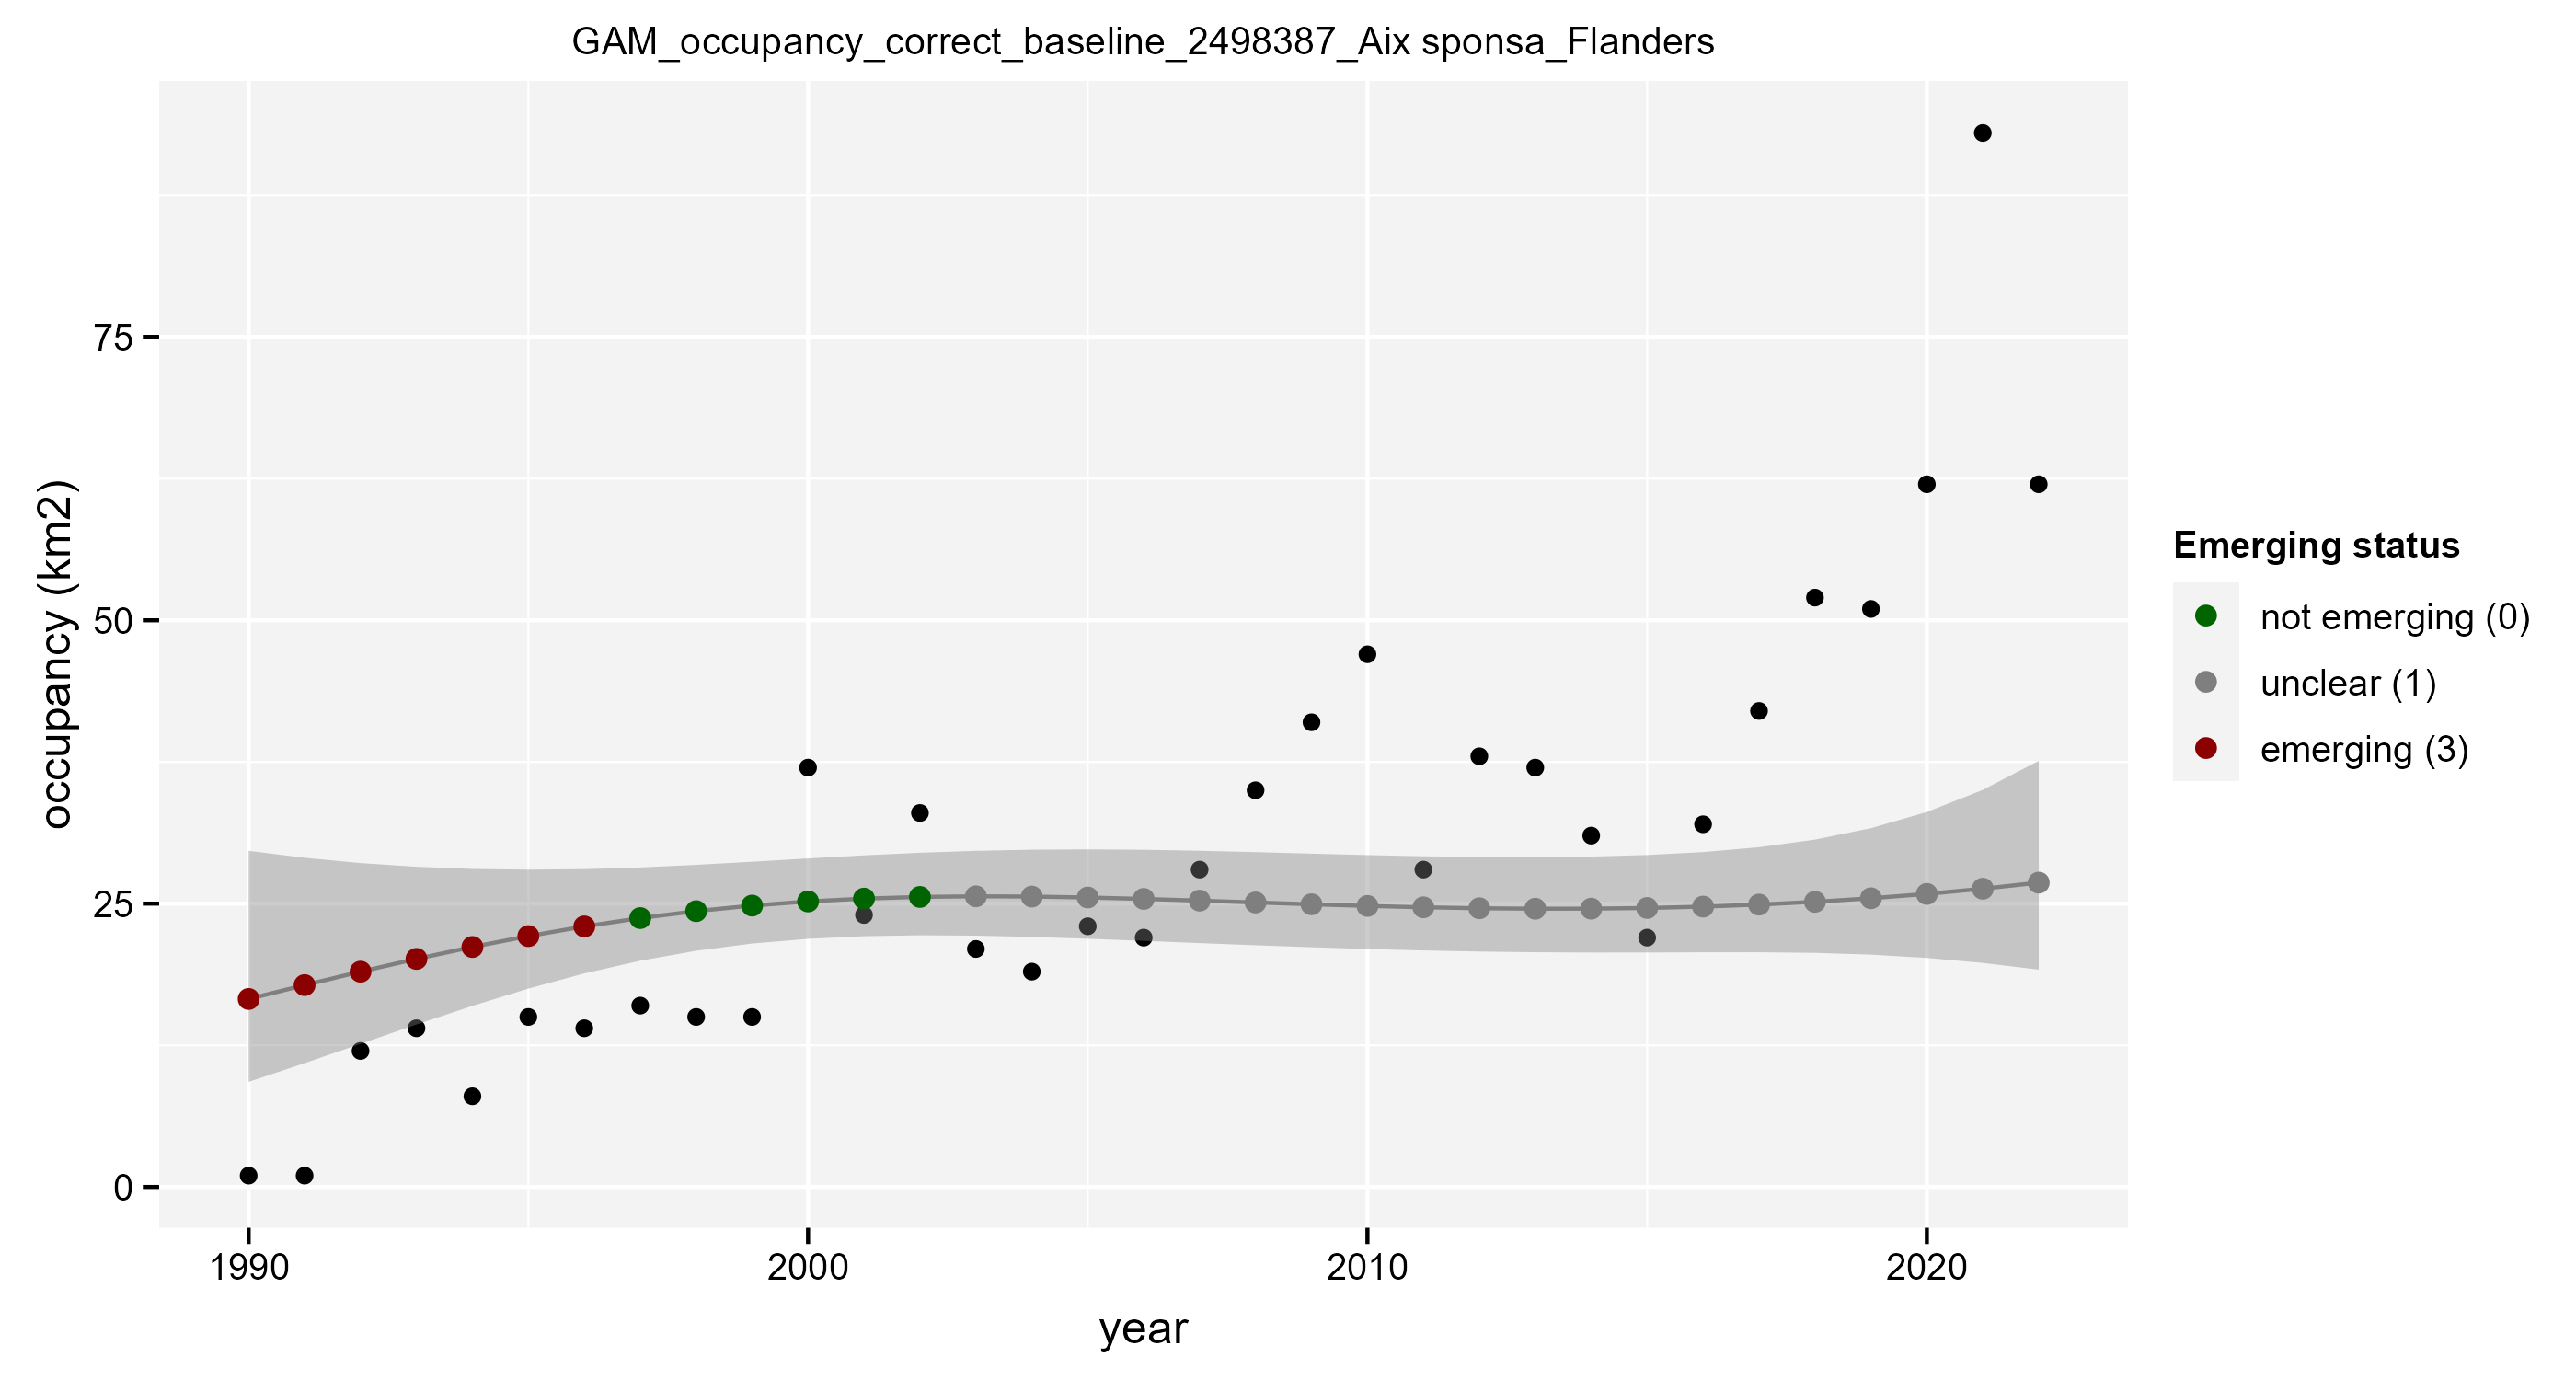 GAM_occupancy_correct_baseline_2498387_Aix sponsa_Flanders
occupancy (km2)
75
50
25
0
1990
2000
2010
2020
year
Emerging status
not emerging (0)
unclear (1)
emerging (3)